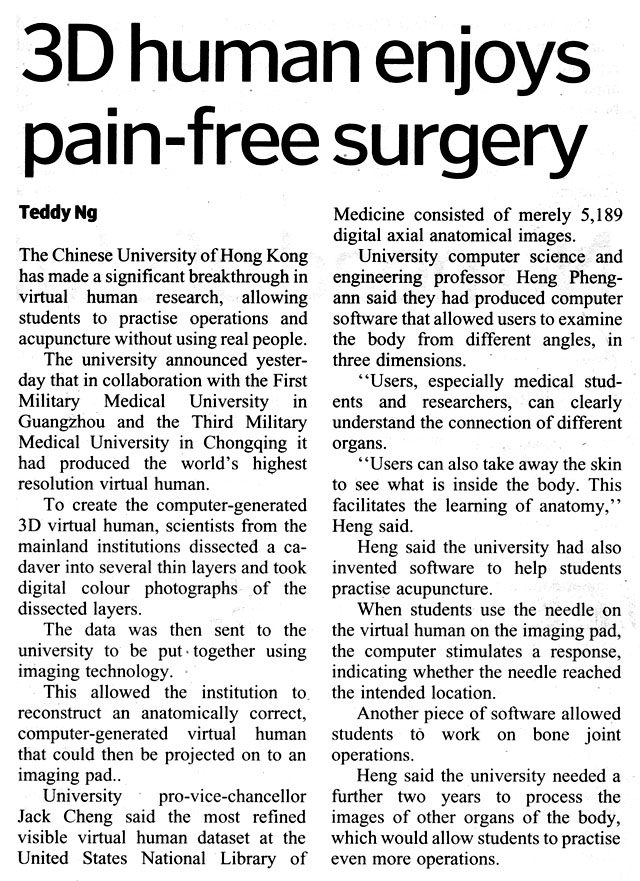 3D human enjoys
pain-free surgery
Teddy Ng
The Chinese University of Hong Kong
has made a significant breakthrough in
virtual human research, allowing
students to practise operations and
acupuncture without using real people.
The university announced yester-
day that in collaboration with the First
Military Medical University in
Guangzhou and the Third Military
Medical University in Chongqing it
had produced the world's highest
resolution virtual human.
To create the computer-generated
3D virtual human, scientists from the
mainland institutions dissected a ca-
daver into several thin layers and took
digital colour photographs of the
dissected layers.
The data was then sent to the
university to be put together using
imaging technology.
This allowed the institution to
reconstruct an anatomically correct,
computer-generated virtual human
that could then be projected on to an
imaging pad..
University pro-vice-chancellor
Jack Cheng said the most refined
visible virtual human dataset at the
United States National Library of
Medicine consisted of merely 5,189
digital axial anatomical images.
University computer science and
engineering professor Heng Pheng-
ann said they had produced computer
software that allowed users to examine
the body from different angles, in
three dimensions.
‘‘Users, especially medical stud-
ents and researchers, can clearly
understand the connection of different
organs.
‘‘Users can also take away the skin
to see what is inside the body. This
facilitates the learning of anatomy,’’
Heng said.
Heng said the university had also
invented software to help students
practise acupuncture.
When students use the needle on
the virtual human on the imaging pad,
the computer stimulates a response,
indicating whether the needle reached
the intended location.
Another piece of software allowed
students to work on bone joint
operations.
Heng said the university needed a
further two years to process the
images of other organs of the body,
which would allow students to practise
even more operations.